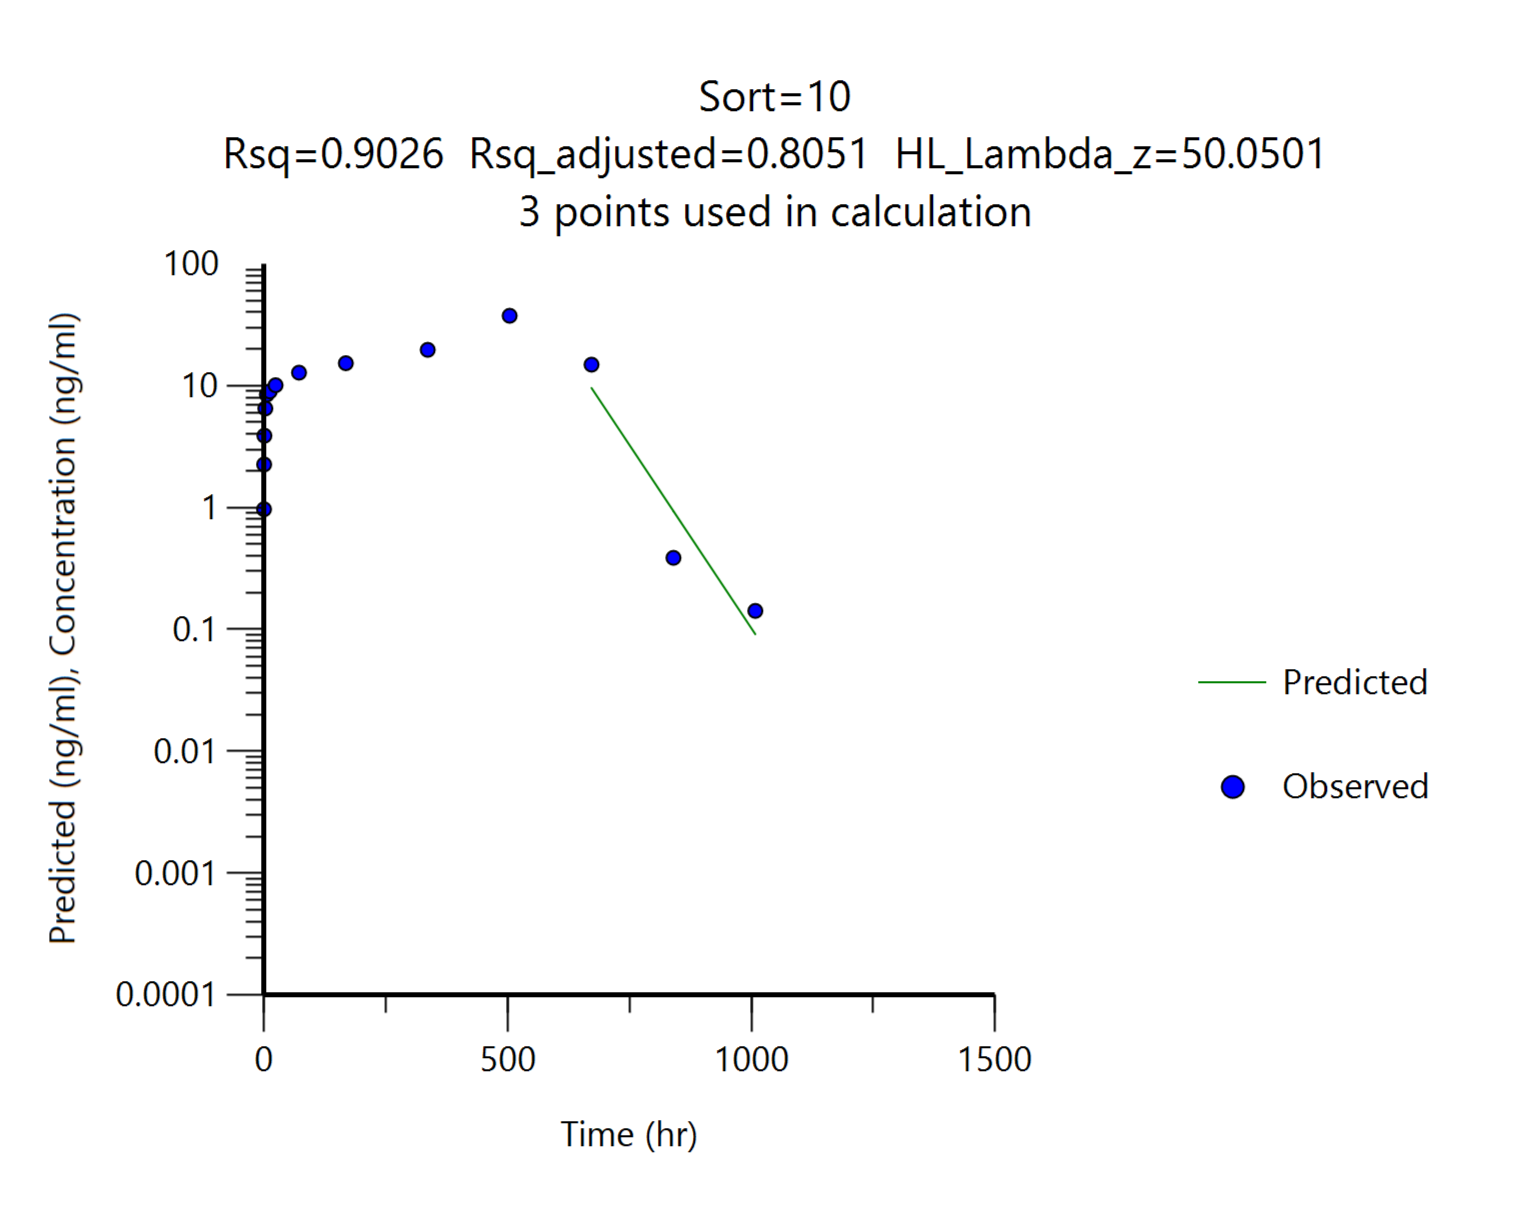 Sort=10
Rsq=0.9026 Rsq_adjusted=0.8051 HL_Lambda_z=50.0501
3 points used in calculation
Predicted (ng/ml), Concentration (ng/ml)
100
10
1
0.1
0.01
0.001
0.0001
0 500 1000 1500
Time (hr)
Predicted
Observed